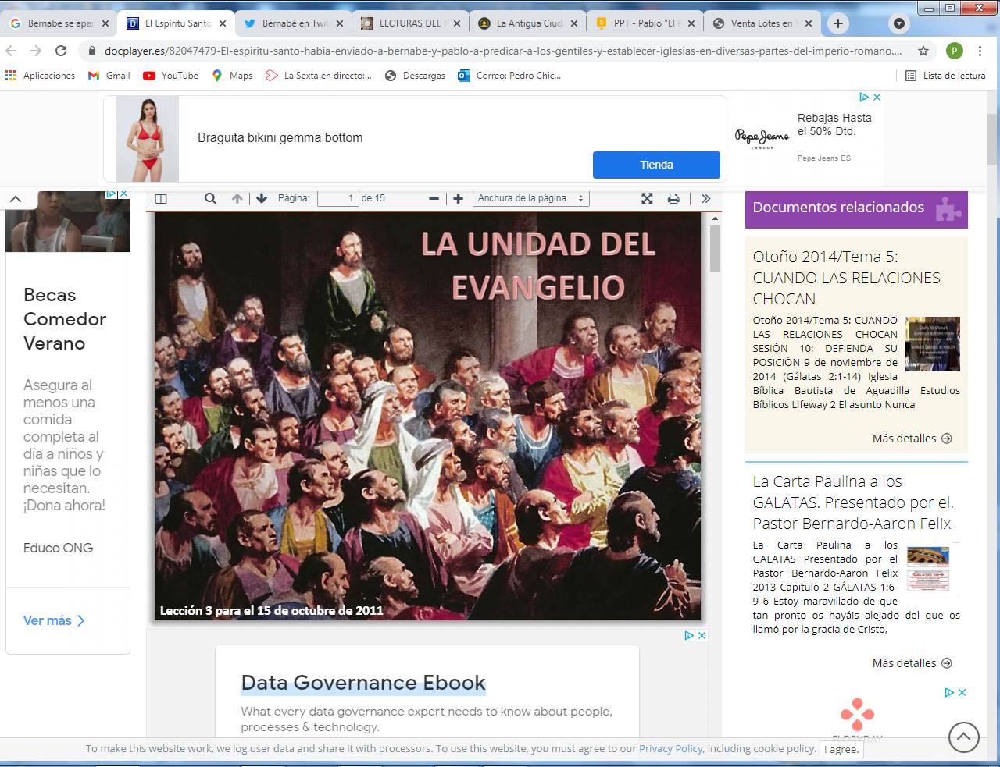 Bernabe se apar
El Espíritu Santo
Bernabé en Twit
LECTURAS DEL
La Antigua Ciud
PPT - Pablo "El
Venta Lotes en T
docplayer.es/82047479-El-espiritu-santo-habia-enviado-a-bernabe-y-pablo-a-predicar-a-los-gentiles-y-establecer-iglesias-en-diversas-partes-del-imperio-romano....
p
Aplicaciones
Gmail
YouTube
Maps
La Sexta en directo:...
Descargas
Correo: Pedro Chic...
Lista de lectura
Braguita bikini gemma bottom
Tienda
Pepe Jeans
LONDON
Rebajas Hasta
el 50% Dto.
Pepe Jeans ES
Página: 1 de 15
Anchura de la página
Becas
Comedor
Verano
Asegura al
menos una
comida
completa al
día a niños y
niñas que lo
necesitan.
¡Dona ahora!
Educo ONG
Ver más
LA UNIDAD DEL
EVANGELIO
Lección 3 para el 15 de octubre de 2011
Data Governance Ebook
What every data governance expert needs to know about people,
processes & technology.
Documentos relacionados
Otoño 2014/Tema 5:
CUANDO LAS RELACIONES
CHOCAN
Otoño 2014/Tema 5: CUANDO
LAS RELACIONES CHOCAN
SESIÓN 10: DEFIENDA SU
POSICIÓN 9 de noviembre de
2014 (Gálatas 2:1-14) Iglesia
Bíblica Bautista de Aguadilla Estudios
Bíblicos Lifeway 2 El asunto Nunca
Más detalles
La Carta Paulina a los
GALATAS. Presentado por el.
Pastor Bernardo-Aaron Felix
La Carta Paulina a los
GALATAS Presentado por el
Pastor Bernardo-Aaron Felix
2013 Capitulo 2 GÁLATAS 1:6-
9 6 Estoy maravillado de que
tan pronto os hayáis alejado del que os
llamó por la gracia de Cristo,
Más detalles
FLORYDAY
To make this website work, we log user data and share it with processors. To use this website, you must agree to our Privacy Policy, including cookie policy. I agree.